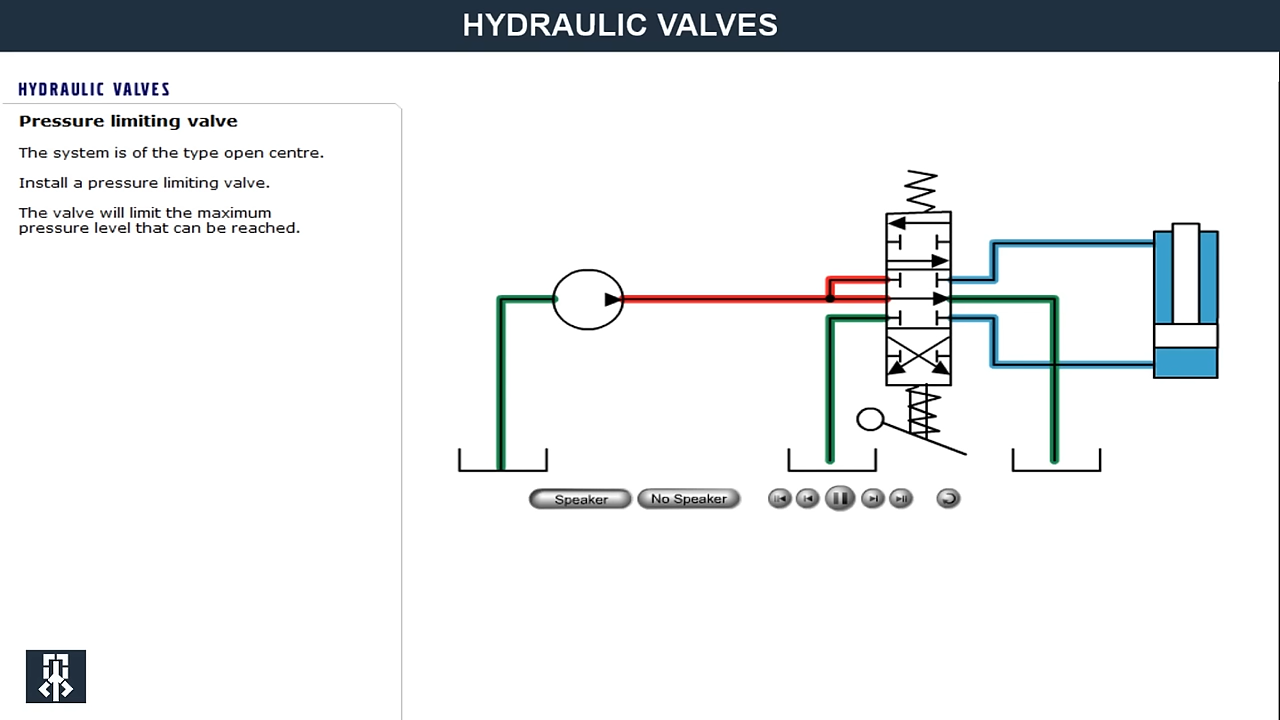 HYDRAULIC VALVES
HYDRAULIC VALVES
Pressure limiting valve
The system is of the type open centre.
Install a pressure limiting valve.
The valve will limit the maximum
pressure level that can be reached.
Speaker
No Speaker